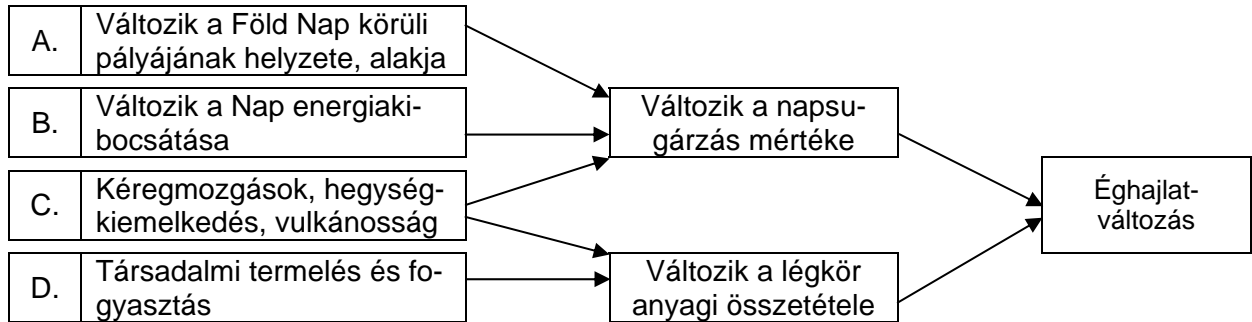 A.
Változik a Föld Nap körüli
pályájának helyzete, alakja
B.
Változik a Nap energiaki-
bocsátása
C.
Kéregmozgások, hegység-
kiemelkedés, vulkánosság
D.
Társadalmi termelés és fo-
gyasztás
Változik a napsu-
gárzás mértéke
Változik a légkör
anyagi összetétele
Éghajlat-
változás